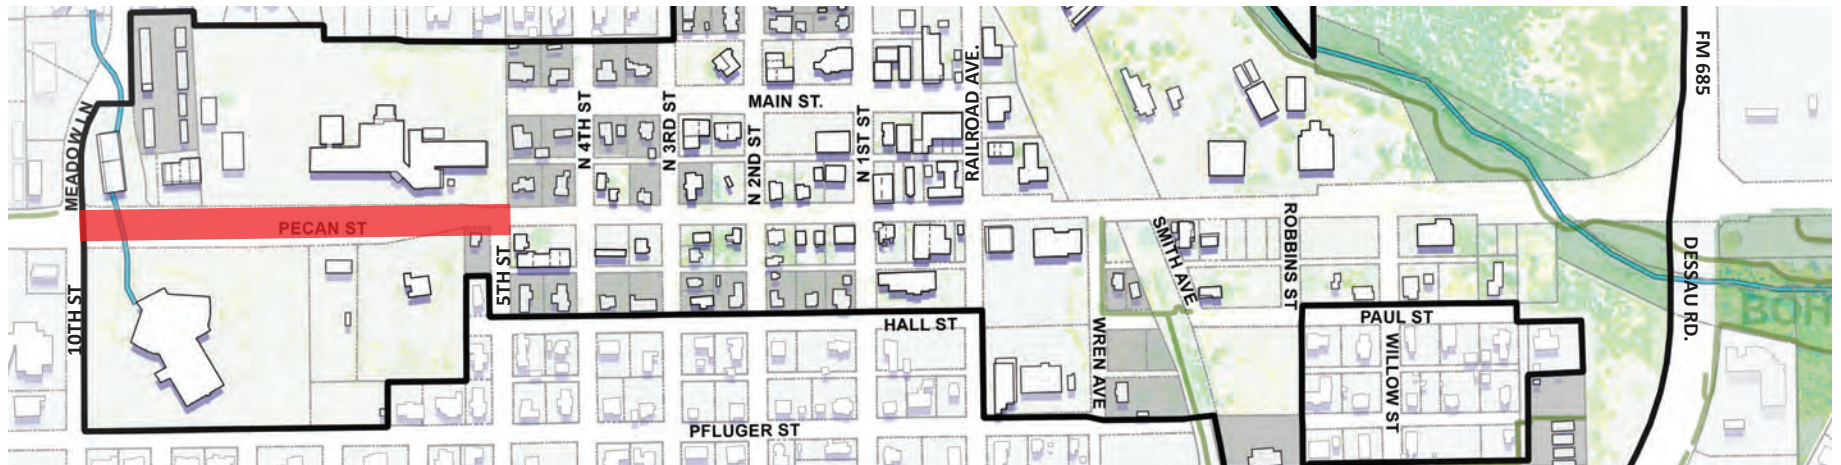 FM 685
RAILROAD AVE.
MEADOW LN
N 4TH ST
N 3RD ST
MAIN ST.
N 2ND ST
N 1ST ST
PECAN ST
5TH ST
SMITH AVE
ROBBINS ST
DESSAU RD.
10TH ST
HALL ST
WREN AVE
PAUL ST
WILLOW ST
BOH
PFLUGER ST